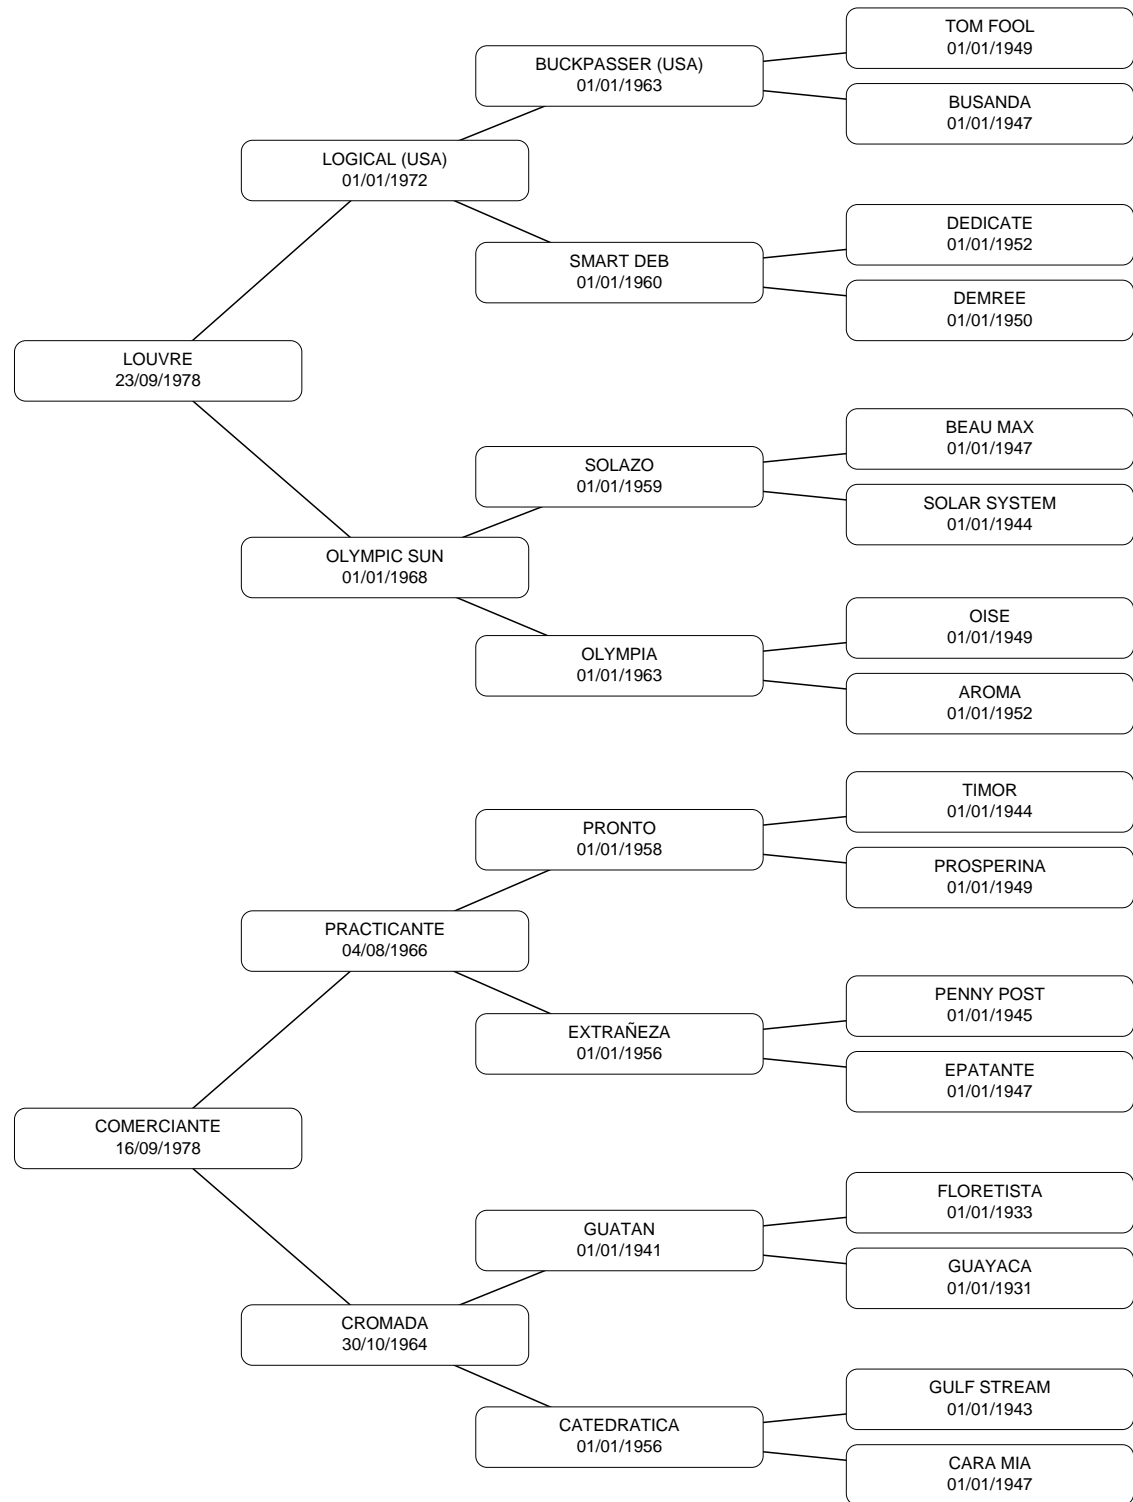 TOM FOOL
01/01/1949
BUCKPASSER (USA)
01/01/1963
BUSANDA
01/01/1947
LOGICAL (USA)
01/01/1972
DEDICATE
01/01/1952
SMART DEB
01/01/1960
DEMREE
01/01/1950
LOUVRE
23/09/1978
BEAU MAX
01/01/1947
SOLAZO
01/01/1959
SOLAR SYSTEM
01/01/1944
OLYMPIC SUN
01/01/1968
OISE
01/01/1949
OLYMPIA
01/01/1963
AROMA
01/01/1952
TIMOR
01/01/1944
PRONTO
01/01/1958
PROSPERINA
01/01/1949
PRACTICANTE
04/08/1966
PENNY POST
01/01/1945
EXTRAÑEZA
01/01/1956
EPATANTE
01/01/1947
COMERCIANTE
16/09/1978
FLORETISTA
01/01/1933
GUATAN
01/01/1941
GUAYACA
01/01/1931
CROMADA
30/10/1964
GULF STREAM
01/01/1943
CATEDRATICA
01/01/1956
CARA MIA
01/01/1947